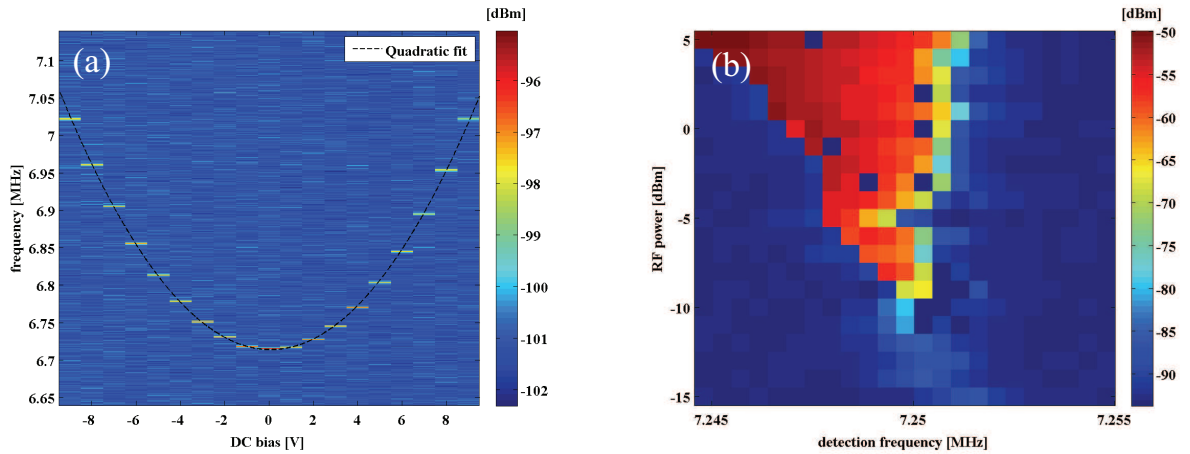 [dBm]
(a)
Quadratic fit
7.1
7.05
7
6.95
6.9
6.85
6.8
6.75
6.7
6.65
frequency [MHz]
-8 -6 -4 -2 0 2 4 6 8
DC bias [V]
-96
-97
-98
-99
-100
-101
-102
[dBm]
(b)
5
0
-5
-10
-15
RF power [dBm]
7.245 7.25 7.255
detection frequency [MHz]
-50
-55
-60
-65
-70
-75
-80
-85
-90